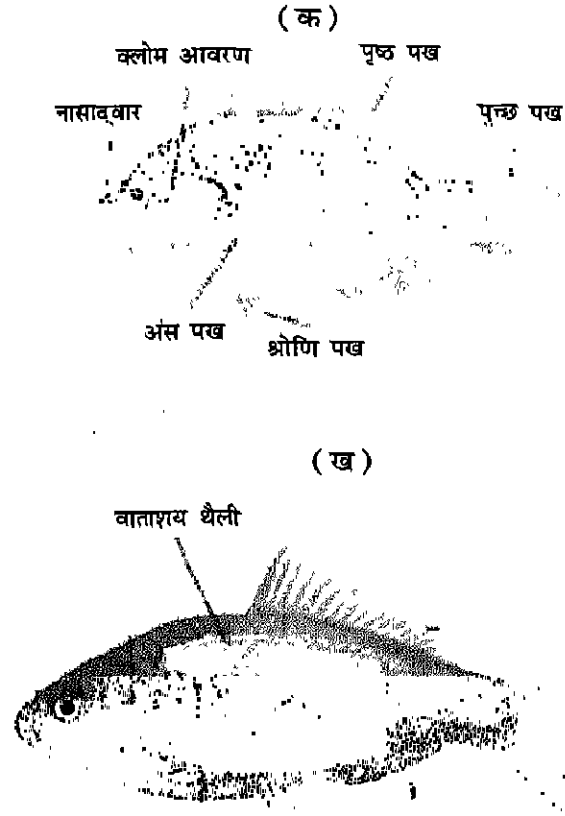 (क)
क्लोम आवरण
पृष्ठ पख
नासाद्वार
पुच्छ पख
अंस पख
श्रोणि पख
(ख)
वाताशय थैली